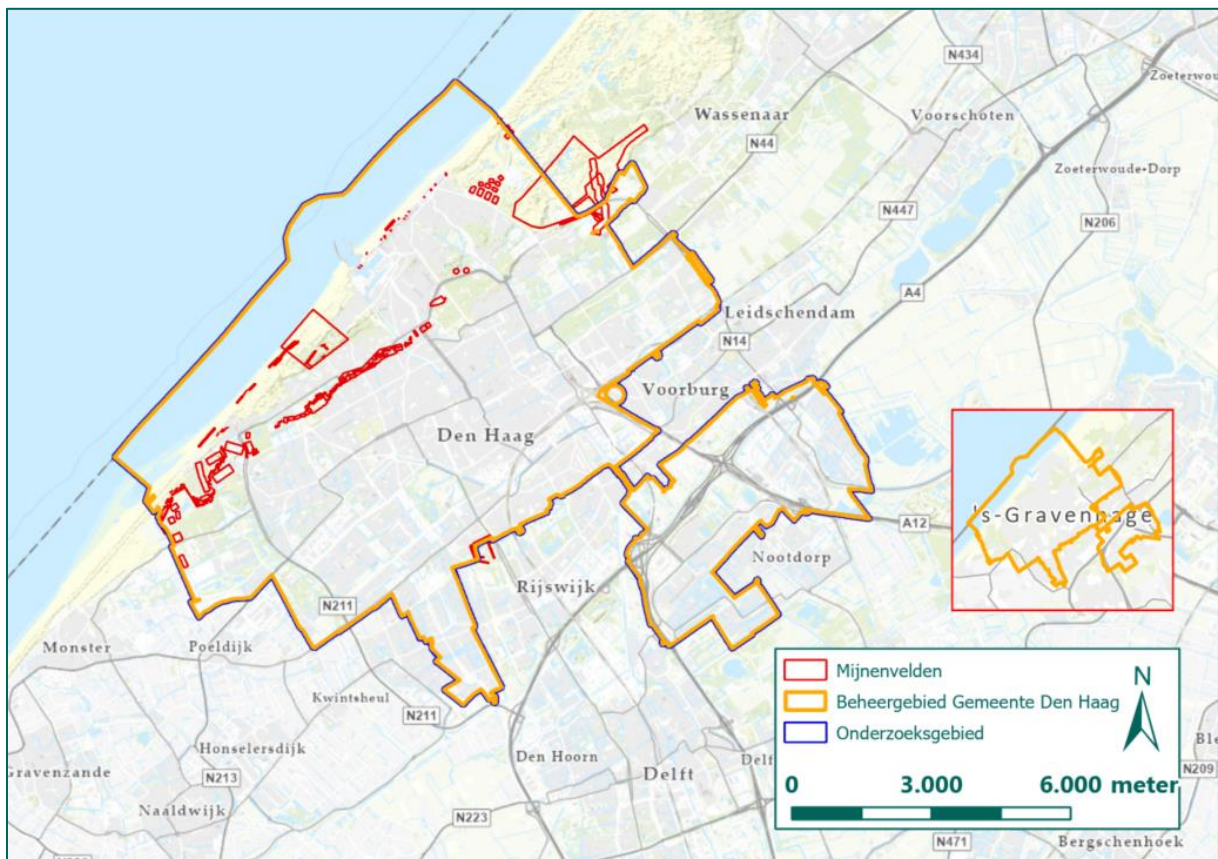 N434
Zoeterwou
Wassenaar
Voorschoten
N44
Zoeterwoude-Dorp
N447
N206
A4
Leidschendam
N14
Voorburg
Den Haag
's-Gravenhage
A12
Nootdorp
Rijswijk
N211
Monster
Poeldijk
Kwintsheul
N211
Honselersdijk
Den Hoorn
Gravenzande
N213
Delft
Delf
Naaldwijk
N223
Mijnenvelden
Beheergebied Gemeente Den Haag
Onderzoeksgebied
N
0 3.000 6.000 meter
Ble
N209
N471
Bergschenhoek